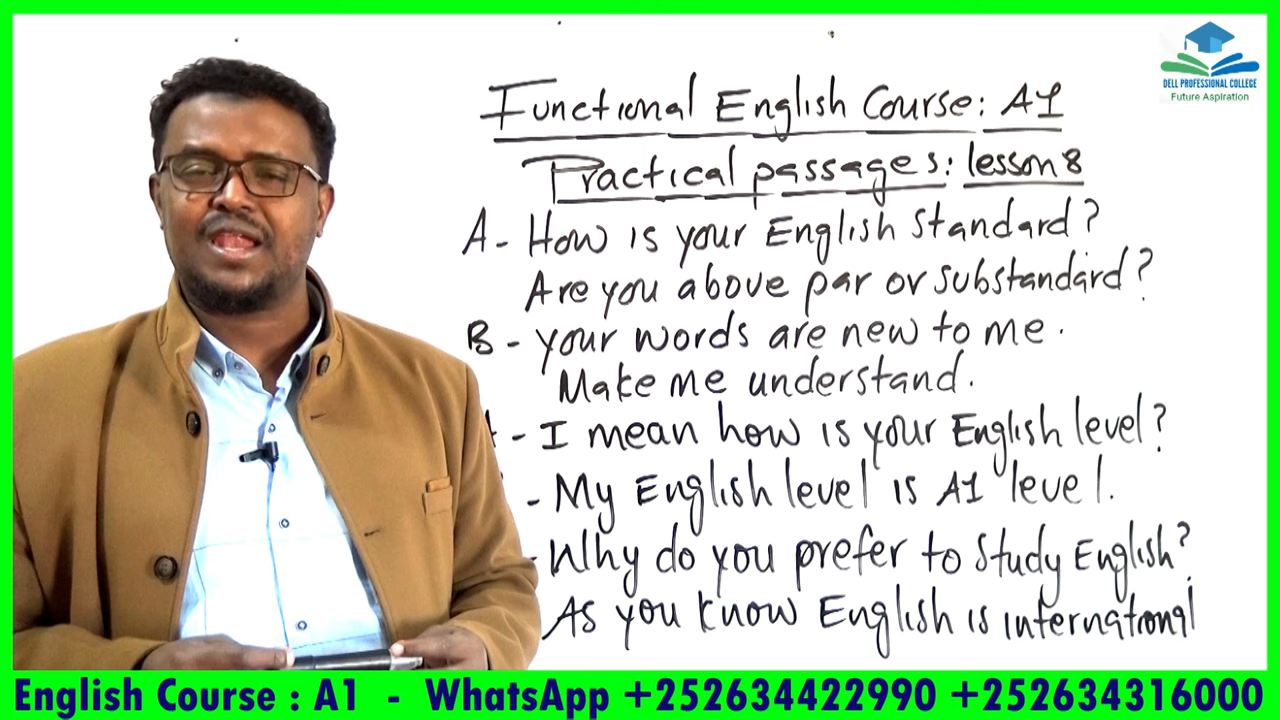 DELL PROFESSIONAL COLLEGE
Future Aspiration
Functional English Course: A1
Practical passages: lesson 8
A - How is your English Standard?
Are you above par or substandard?
B - your words are new to me.
Make me understand.
- I mean how is your English level?
- My English level is A1 level.
- Why do you prefer to Study English?
As you know English is international
English Course : A1 - WhatsApp +252634422990 +252634316000